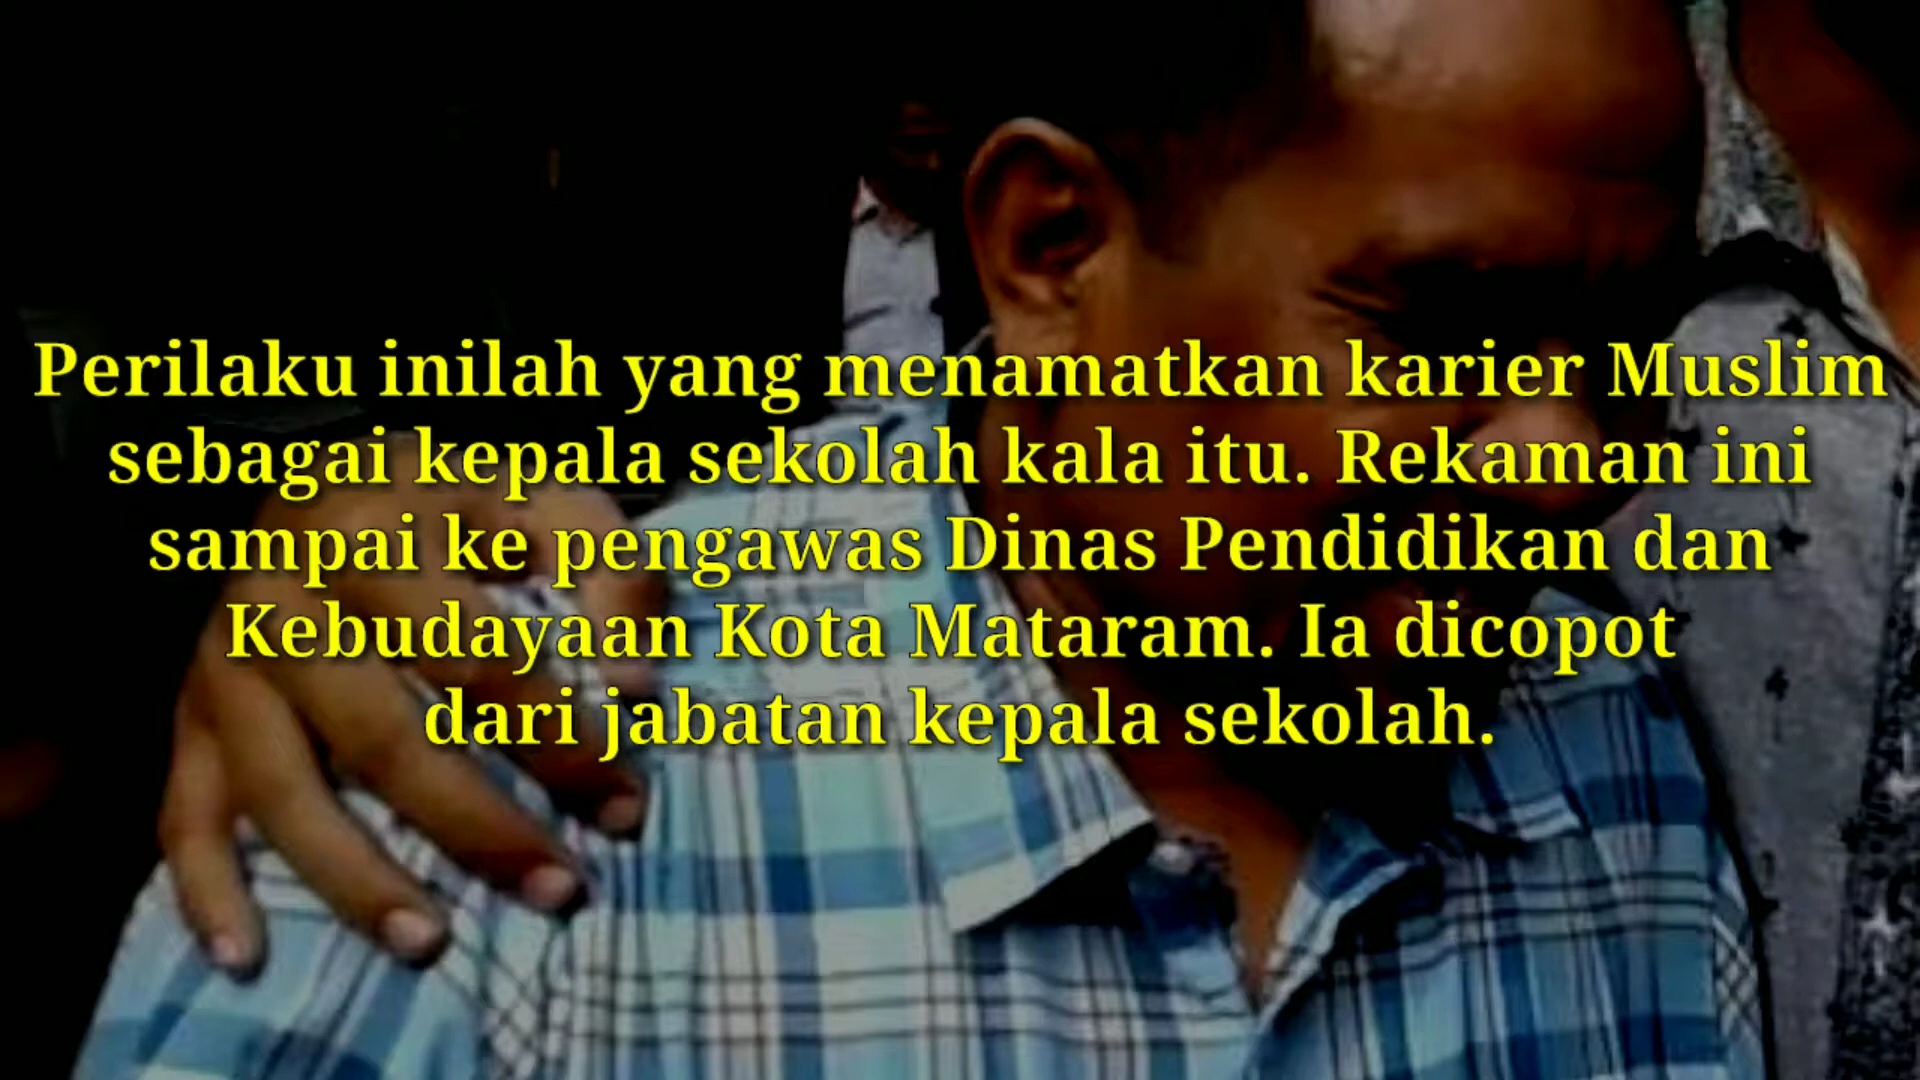 Perilaku inilah yang menamatkan karier Muslim
sebagai kepala sekolah kala itu. Rekaman ini
sampai ke pengawas Dinas Pendidikan dan
Kebudayaan Kota Mataram. Ia dicopot
dari jabatan kepala sekolah.